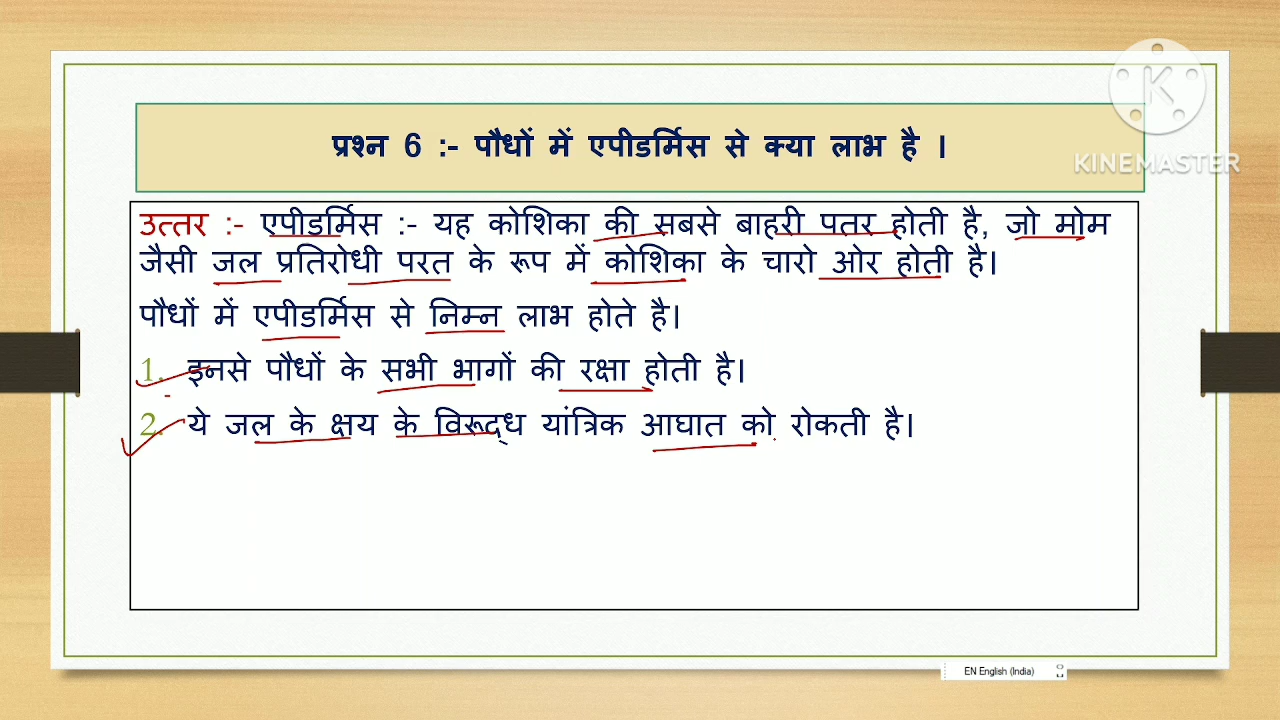 KINEMASTER
प्रश्न 6 :- पौधों में एपीडर्मिस से क्या लाभ है ।
उत्तर :- एपीडर्मिस :- यह कोशिका की सबसे बाहरी पतर होती है, जो मोम
जैसी जल प्रतिरोधी परत के रूप में कोशिका के चारो ओर होती है।
पौधों में एपीडर्मिस से निम्न लाभ होते है।
1. इनसे पौधों के सभी भागों की रक्षा होती है।
2. ये जल के क्षय के विरूद्ध यांत्रिक आघात को रोकती है।
EN English (India)